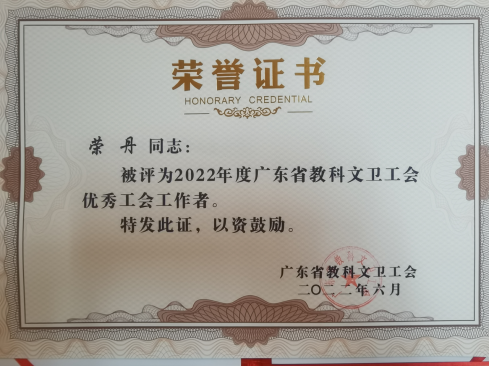 荣誉证书
HONORARY CREDENTIAL
荣丹 同志：
被评为2022年度广东省教科文卫工会
优秀工会工作者。
特发此证，以资鼓励。
广东省教科文卫工会
二〇二二年六月